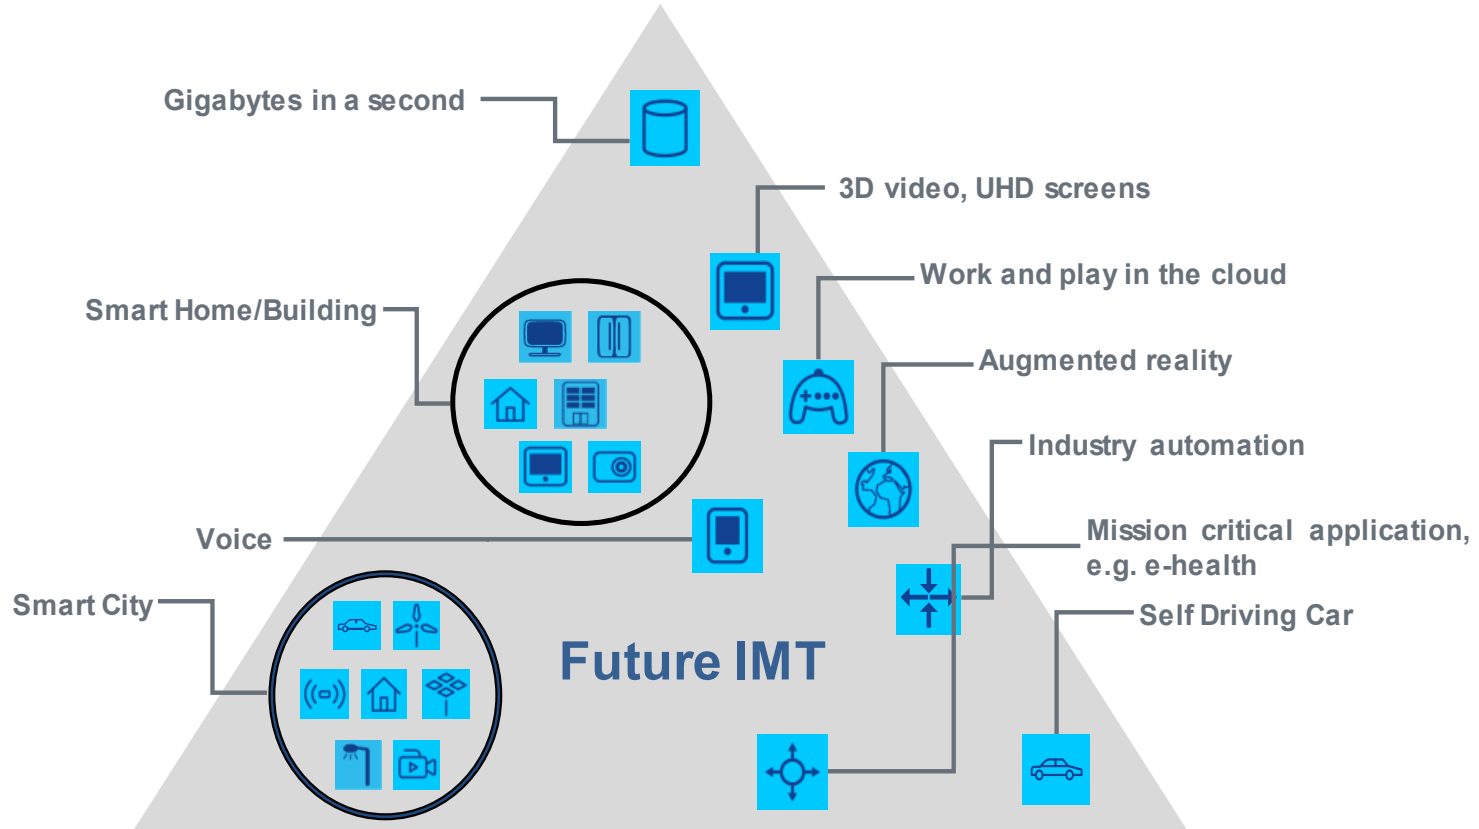 Gigabytes in a second
3D video, UHD screens
Work and play in the cloud
Smart Home/Building
Augmented reality
Industry automation
Voice
Mission critical application,
e.g. e-health
Smart City
Self Driving Car
Future IMT